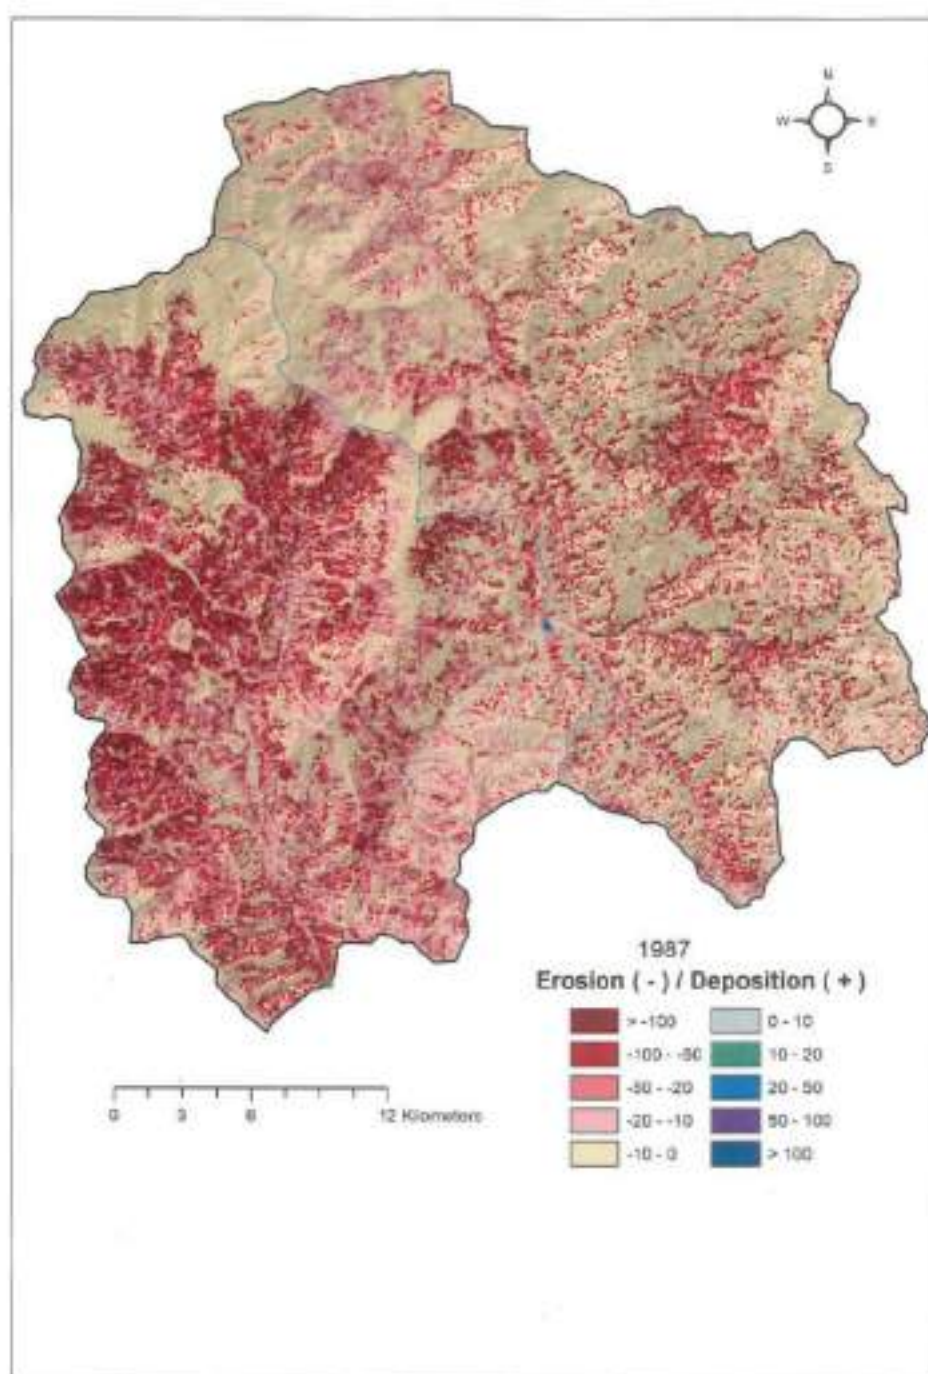 N
W
S
1987
Erosion ( - ) / Deposition ( + )
> -100 0 - 10
-100 - -50 10 - 20
-50 - -20 20 - 50
-20 - -10 50 - 100
-10 - 0 > 100
0 3 6 12 Kilometers